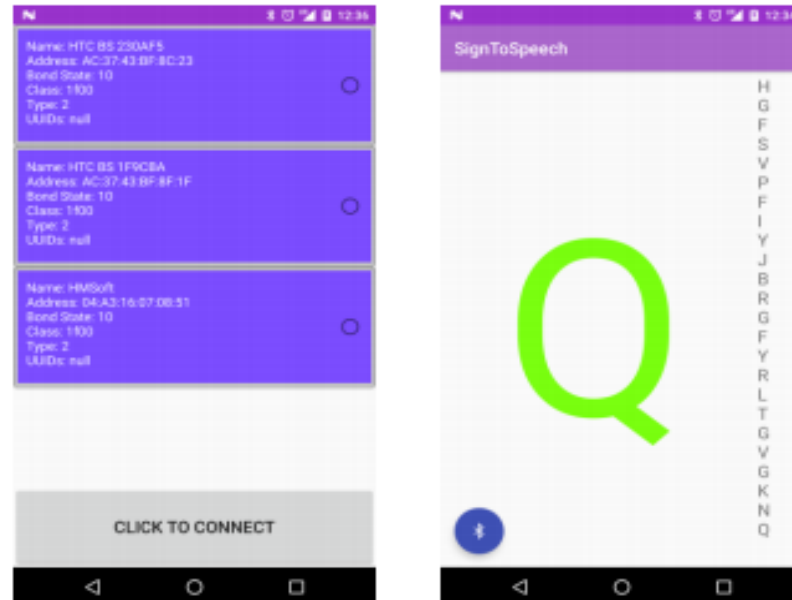 12:36
Name: HTC BS 230AF5
Address: AC:37:43:BF:8C:23
Bond State: 10
Class: 1f00
Type: 2
UUIDs: null
Name: HTC BS 1F9CBA
Address: AC:37:43:BF:8F:1F
Bond State: 10
Class: 1f00
Type: 2
UUIDs: null
Name: HMSoft
Address: 04:A3:16:07:0B:51
Bond State: 10
Class: 1f00
Type: 2
UUIDs: null
CLICK TO CONNECT
12:34
SignToSpeech
H
G
F
S
V
P
F
I
Y
J
B
R
G
F
Y
R
L
T
G
V
G
K
N
Q
Q